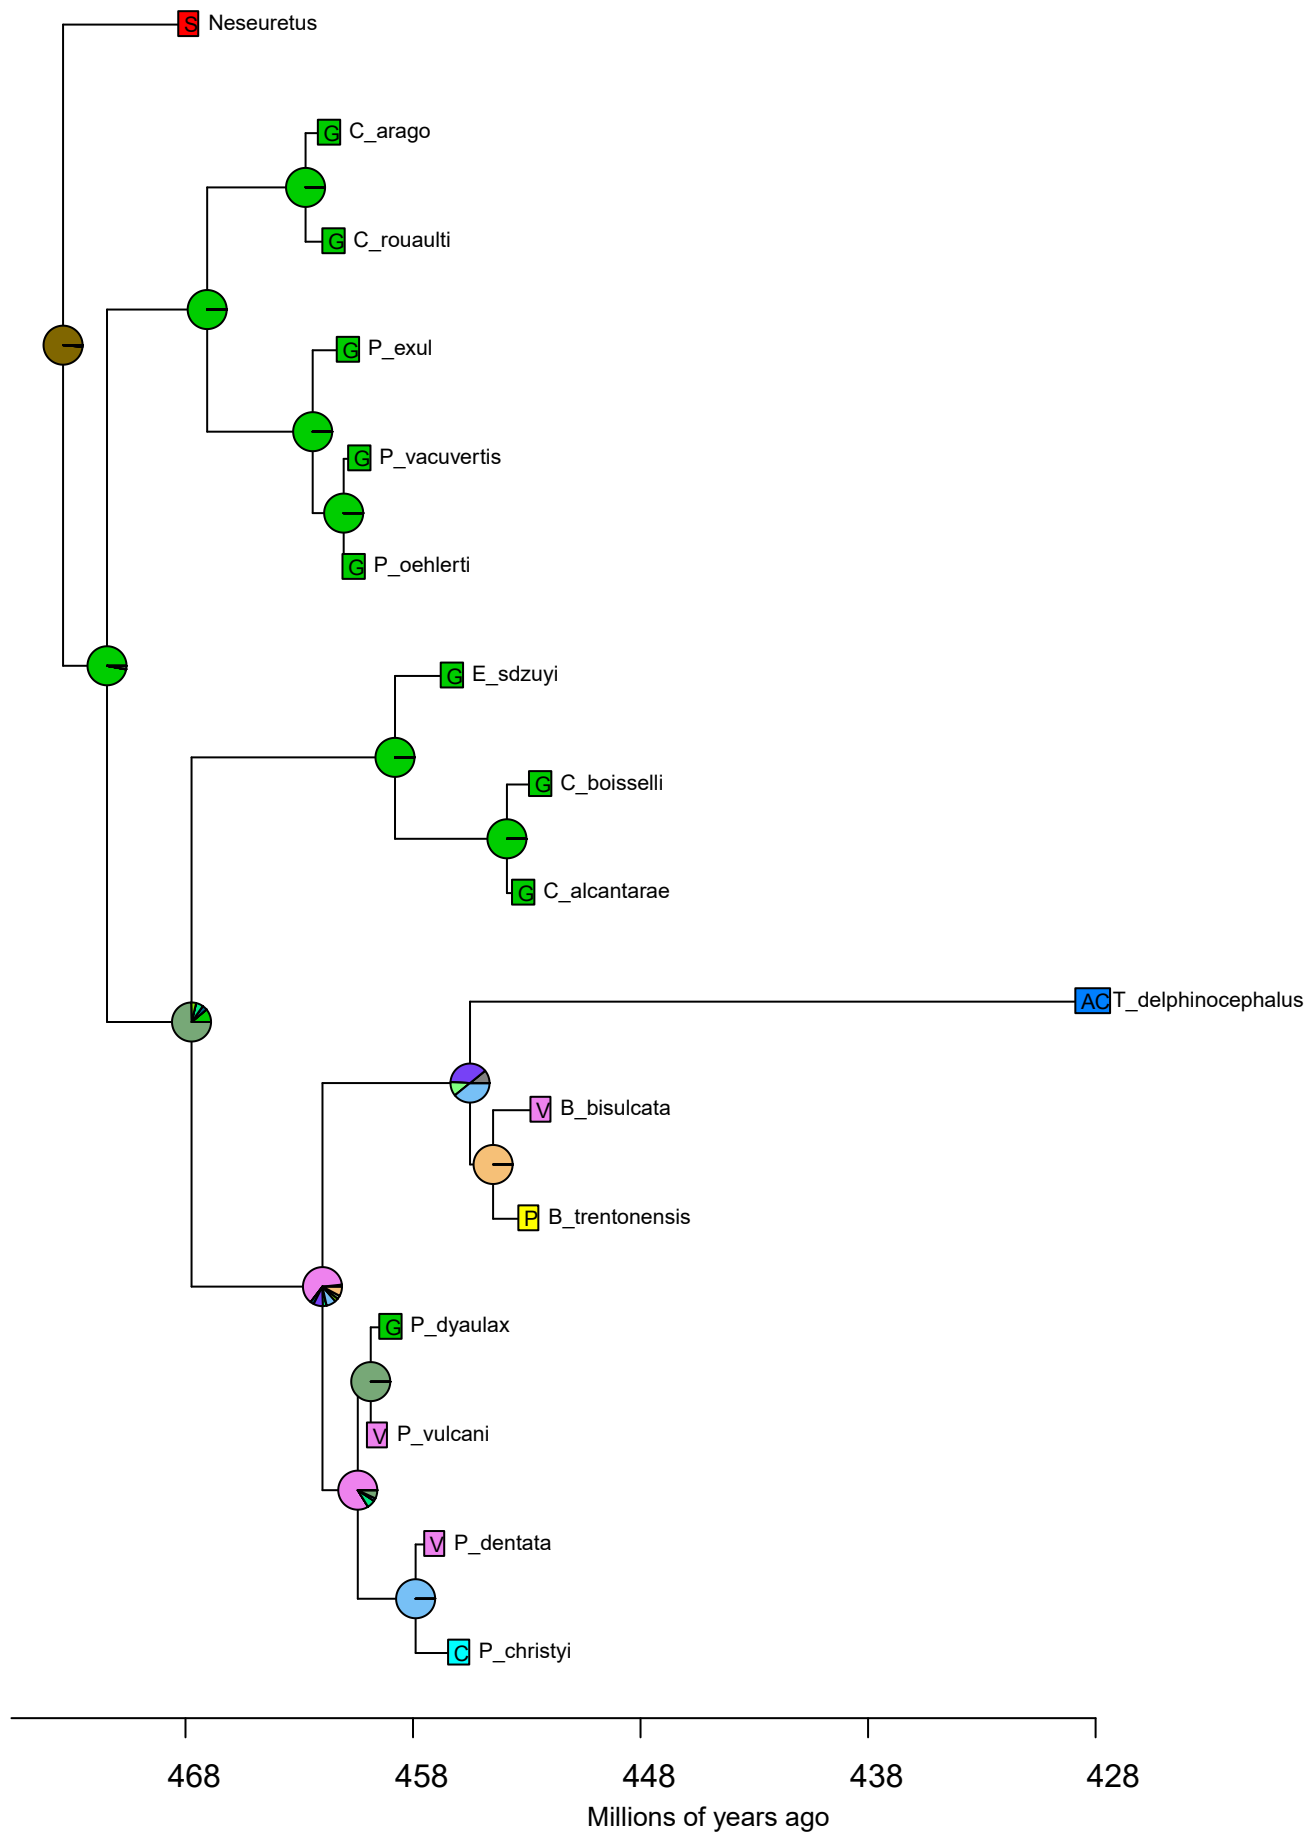 S Neseuretus
G C_arago
G C_rouaulti
G P_exul
G P_vacuvertis
G P_oehlerti
G E_sdzuyi
G C_boisselli
G C_alcantarae
AC T_delphinocephalus
V B_bisulcata
P B_trentonensis
G P_dyaulax
V P_vulcani
V P_dentata
C P_christyi
468 458 448 438 428
Millions of years ago